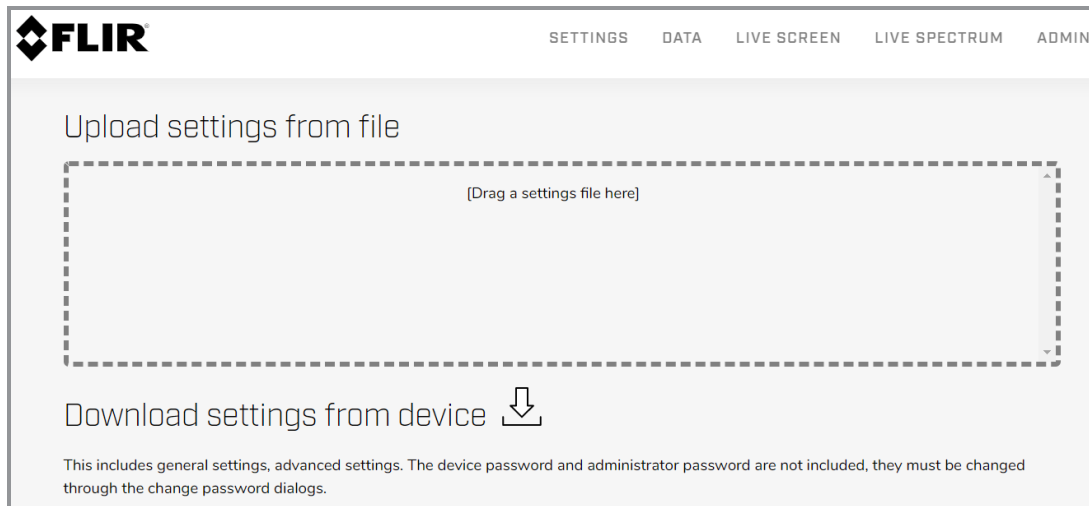 FLIR
SETTINGS DATA LIVE SCREEN LIVE SPECTRUM ADMIN
Upload settings from file
[Drag a settings file here]
Download settings from device
This includes general settings, advanced settings. The device password and administrator password are not included, they must be changed
through the change password dialogs.